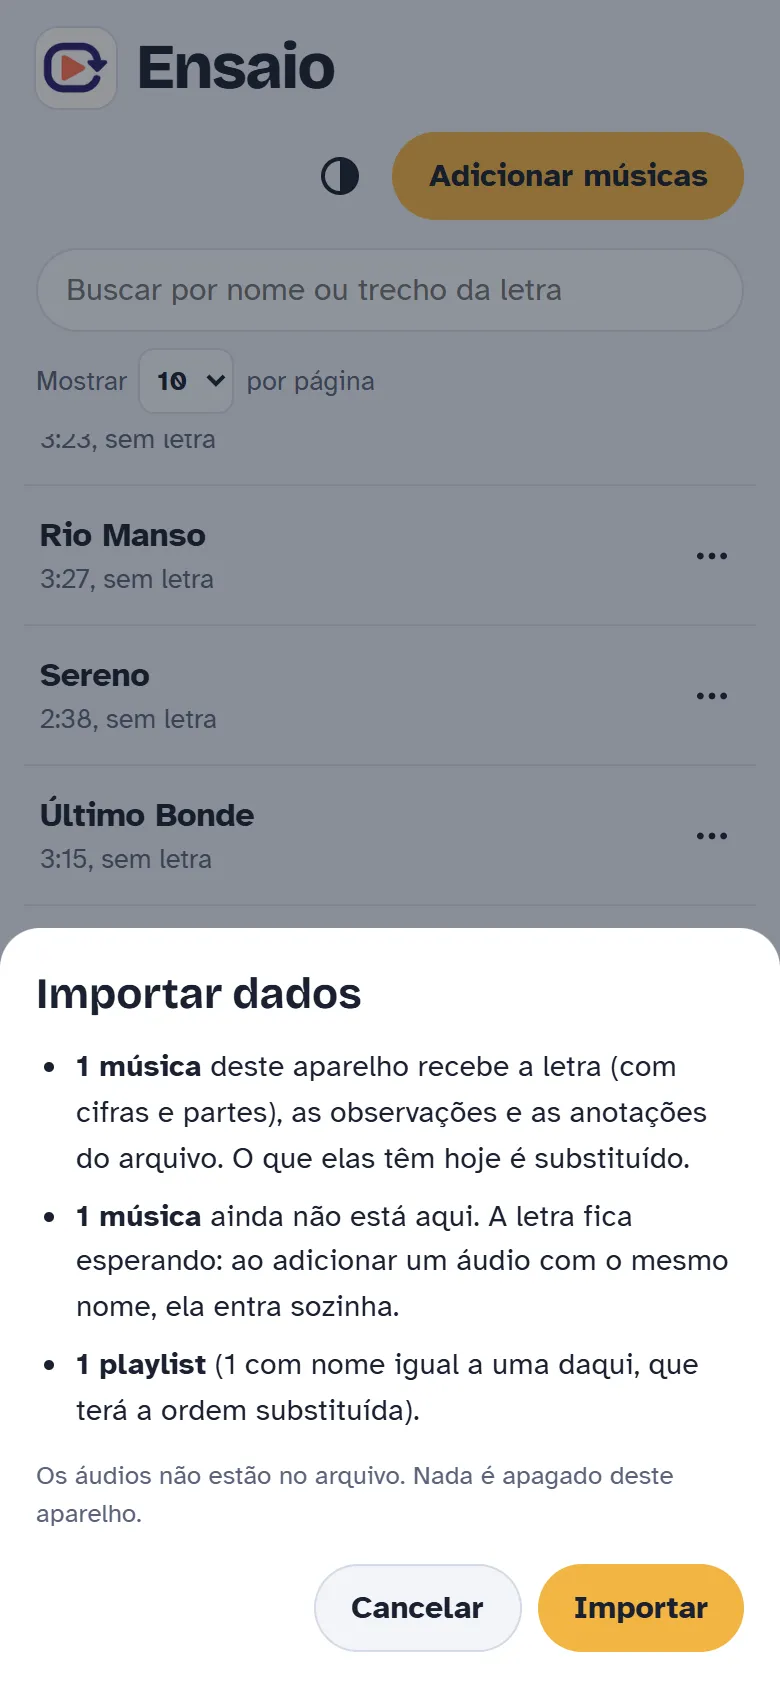 Ensaio
Adicionar músicas
Buscar por nome ou trecho da letra
Mostrar 10 por página
3:23, sem letra
Rio Manso
3:27, sem letra
Sereno
2:38, sem letra
Último Bonde
3:15, sem letra
Importar dados
1 música deste aparelho recebe a letra (com
cifras e partes), as observações e as anotações
do arquivo. O que elas têm hoje é substituído.
1 música ainda não está aqui. A letra fica
esperando: ao adicionar um áudio com o mesmo
nome, ela entra sozinha.
1 playlist (1 com nome igual a uma daqui, que
terá a ordem substituída).
Os áudios não estão no arquivo. Nada é apagado deste
aparelho.
Cancelar
Importar